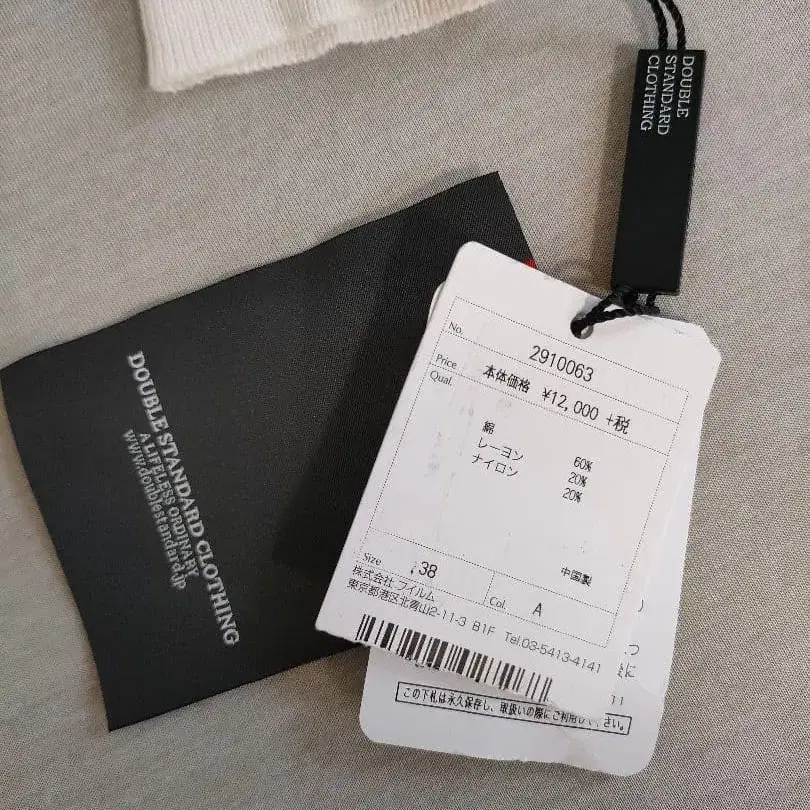 DOUBLE
STANDARD
CLOTHING
DOUBLE STANDARD CLOTHING
A LIFE LESS ORDINARY
www.doublestandard.jp
No. 2910063
Price 本体価格 ¥12,000 +税
Qual.
綿 60%
レーヨン 20%
ナイロン 20%
中国製
Size 38
Col. A
株式会社 フィルム
東京都港区北青山2-11-3 B1F Tel.03-5413-4141
この下札は永久保存し、取扱いの際にご利用下さい。